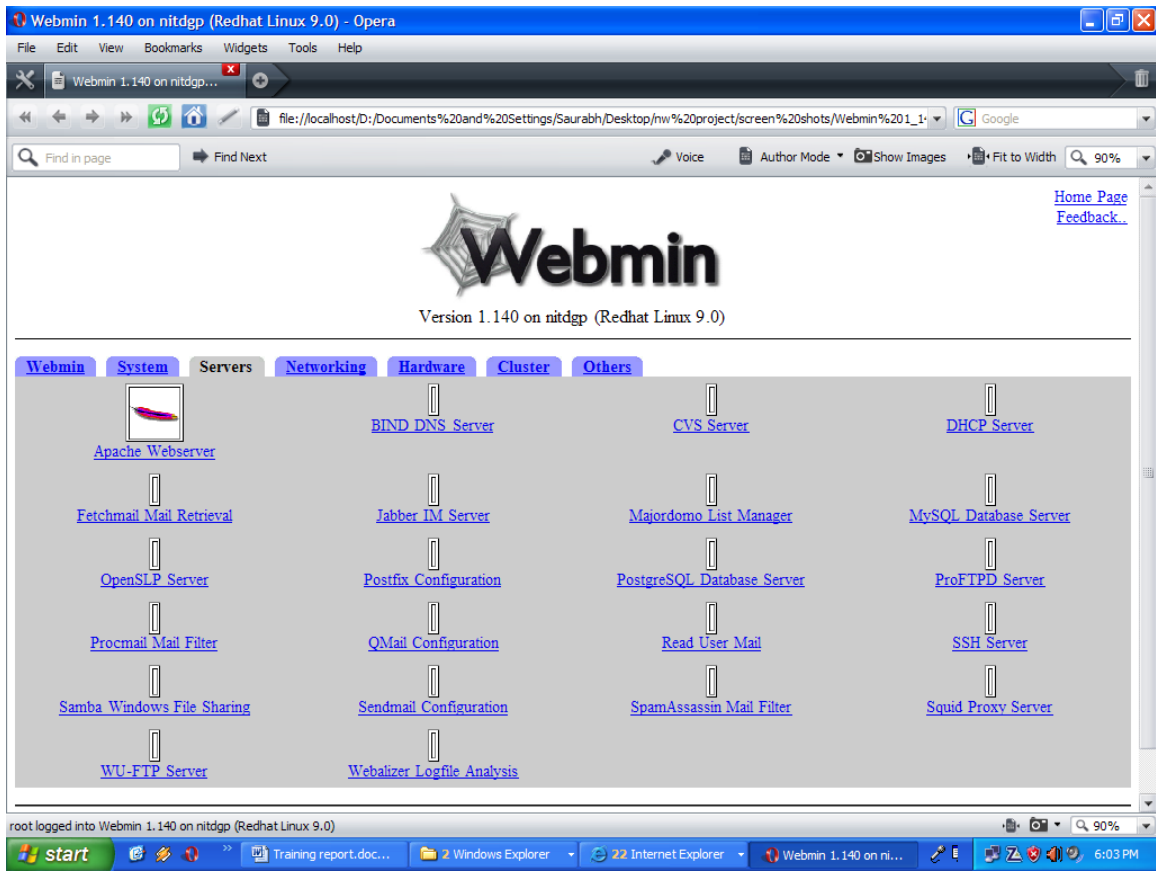 Webmin 1.140 on nitdgp (Redhat Linux 9.0) - Opera
File Edit View Bookmarks Widgets Tools Help
Webmin 1.140 on nitdgp...
file://localhost/D:/Documents%20and%20Settings/Saurabh/Desktop/nw%20project/screen%20shots/Webmin%201_1 Google
Find in page Find Next Voice Author Mode Show Images Fit to Width 90%
Home Page
Feedback..
Webmin
Version 1.140 on nitdgp (Redhat Linux 9.0)
Webmin System Servers Networking Hardware Cluster Others
Apache Webserver BIND DNS Server CVS Server DHCP Server
Fetchmail Mail Retrieval Jabber IM Server Majordomo List Manager MySQL Database Server
OpenSLP Server Postfix Configuration PostgreSQL Database Server ProFTPD Server
Procmail Mail Filter QMail Configuration Read User Mail SSH Server
Samba Windows File Sharing Sendmail Configuration SpamAssassin Mail Filter Squid Proxy Server
WU-FTP Server Webalizer Logfile Analysis
root logged into Webmin 1.140 on nitdgp (Redhat Linux 9.0) 90%
start Training report.doc... 2 Windows Explorer 22 Internet Explorer Webmin 1.140 on ni... 6:03 PM